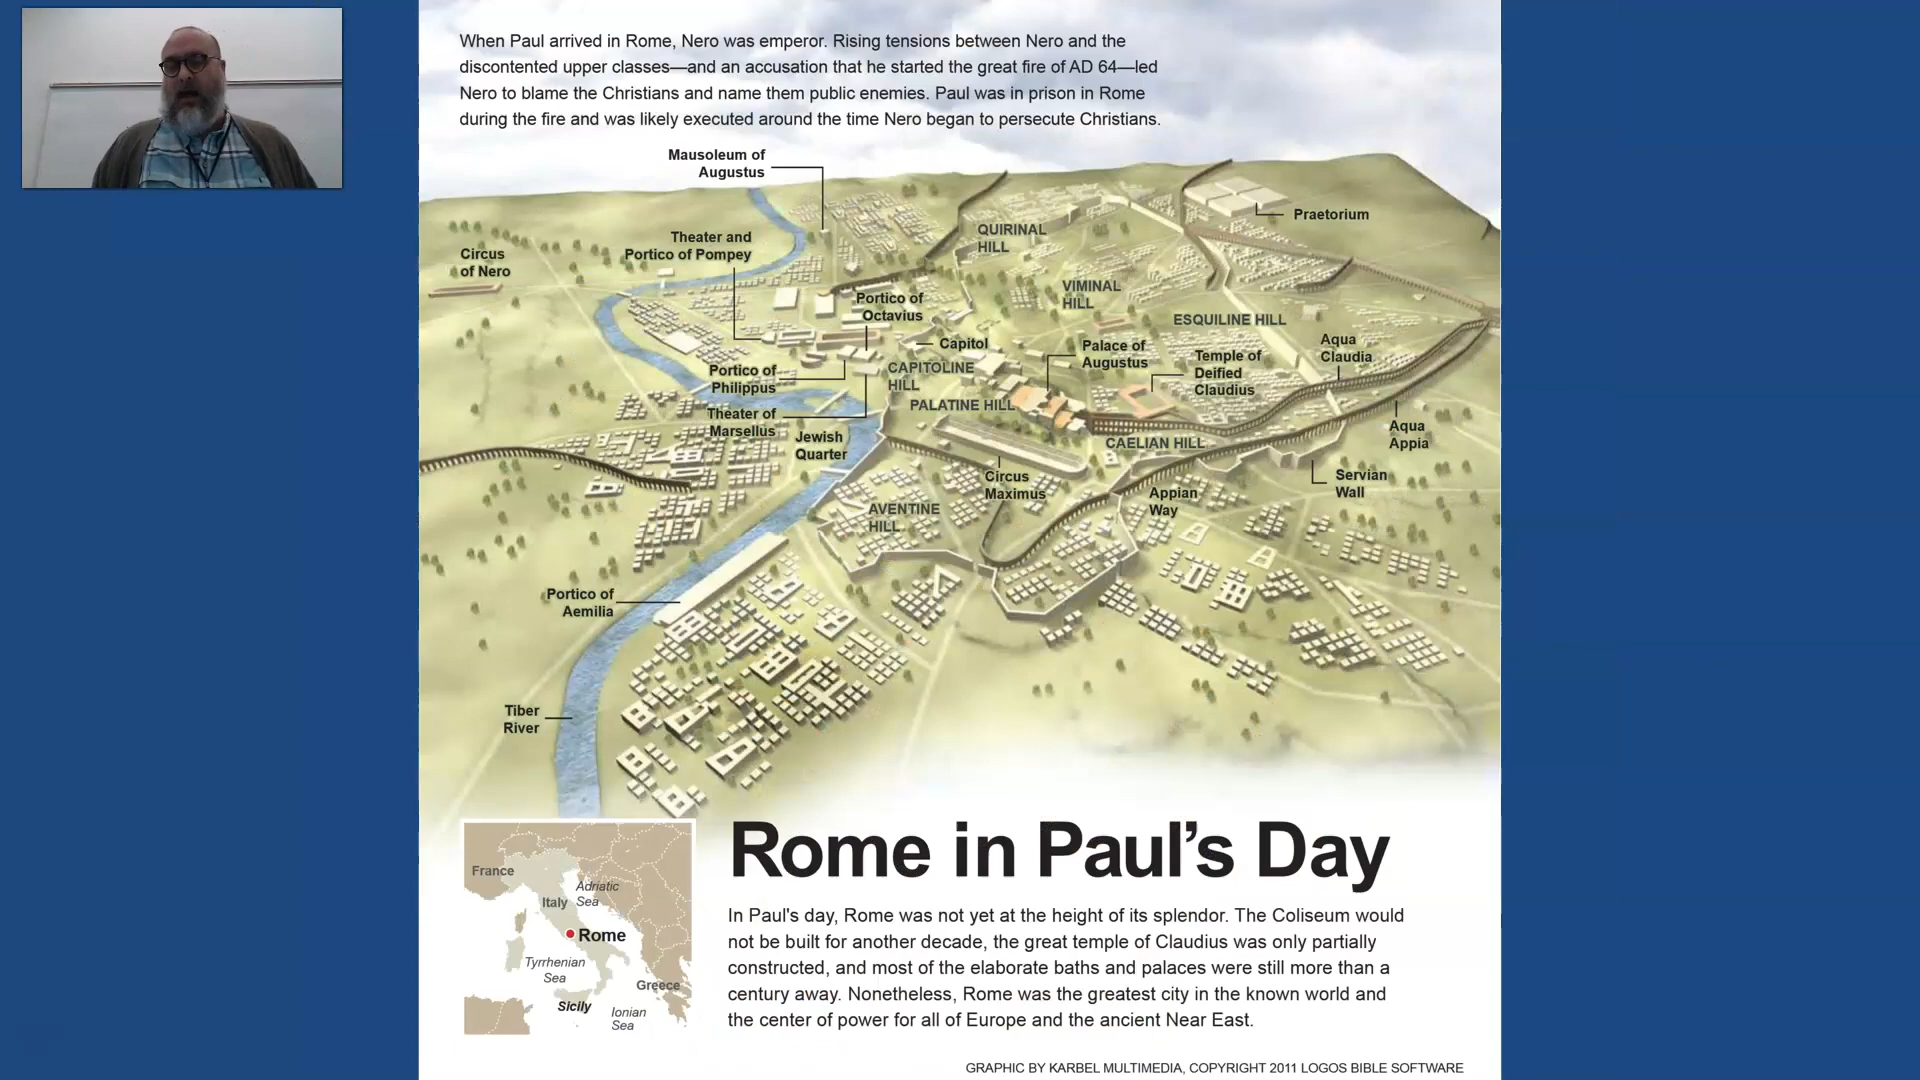 When Paul arrived in Rome, Nero was emperor. Rising tensions between Nero and the
discontented upper classes—and an accusation that he started the great fire of AD 64—led
Nero to blame the Christians and name them public enemies. Paul was in prison in Rome
during the fire and was likely executed around the time Nero began to persecute Christians.
Mausoleum of
Augustus
Praetorium
QUIRINAL
HILL
Theater and
Portico of Pompey
Circus
of Nero
VIMINAL
HILL
Portico of
Octavius
ESQUILINE HILL
Capitol
Palace of
Augustus
Aqua
Claudia
Temple of
Deified
Claudius
CAPITOLINE
HILL
Portico of
Philippus
PALATINE HILL
Theater of
Marsellus
Jewish
Quarter
CAELIAN HILL
Aqua
Appia
Circus
Maximus
Servian
Wall
Appian
Way
AVENTINE
HILL
Portico of
Aemilia
Tiber
River
France
Adriatic
Sea
Italy
Rome
Tyrrhenian
Sea
Greece
Sicily
Ionian
Sea
Rome in Paul's Day
In Paul's day, Rome was not yet at the height of its splendor. The Coliseum would
not be built for another decade, the great temple of Claudius was only partially
constructed, and most of the elaborate baths and palaces were still more than a
century away. Nonetheless, Rome was the greatest city in the known world and
the center of power for all of Europe and the ancient Near East.
GRAPHIC BY KARBEL MULTIMEDIA, COPYRIGHT 2011 LOGOS BIBLE SOFTWARE